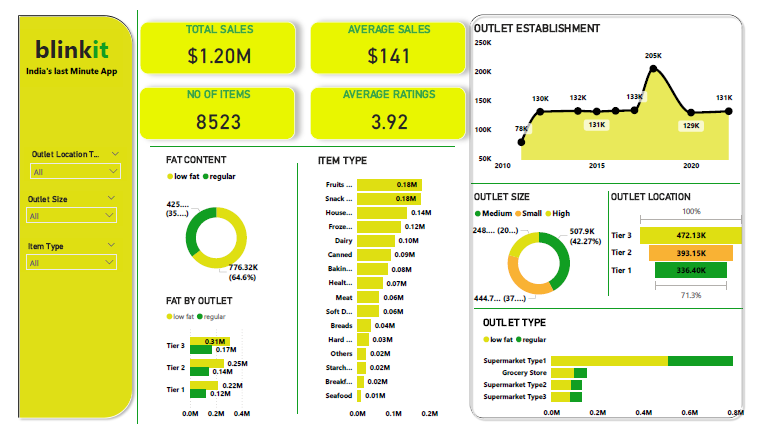 blinkit
India's last Minute App
Outlet Location T...
All
Outlet Size
All
Item Type
All
TOTAL SALES
$1.20M
AVERAGE SALES
$141
NO OF ITEMS
8523
AVERAGE RATINGS
3.92
FAT CONTENT
low fat regular
425....
(35....)
776.32K
(64.6%)
FAT BY OUTLET
low fat regular
Tier 3 0.31M
0.17M
Tier 2 0.25M
0.14M
Tier 1 0.22M
0.12M
0.0M 0.2M 0.4M
ITEM TYPE
Fruits ... 0.18M
Snack ... 0.18M
House... 0.14M
Froze... 0.12M
Dairy 0.10M
Canned 0.09M
Bakin... 0.08M
Healt... 0.07M
Meat 0.06M
Soft D... 0.06M
Breads 0.04M
Hard ... 0.03M
Others 0.02M
Starch... 0.02M
Breakf... 0.02M
Seafood 0.01M
0.0M 0.1M 0.2M
OUTLET ESTABLISHMENT
250K
200K
150K
100K
50K
78K
130K
132K
131K
133K
205K
129K
131K
2010 2015 2020
OUTLET SIZE
Medium Small High
248.... (20...)
507.9K
(42.27%)
444.7... (37....)
OUTLET LOCATION
100%
Tier 3 472.13K
Tier 2 393.15K
Tier 1 336.40K
71.3%
OUTLET TYPE
low fat regular
Supermarket Type1
Grocery Store
Supermarket Type2
Supermarket Type3
0.0M 0.2M 0.4M 0.6M 0.8M